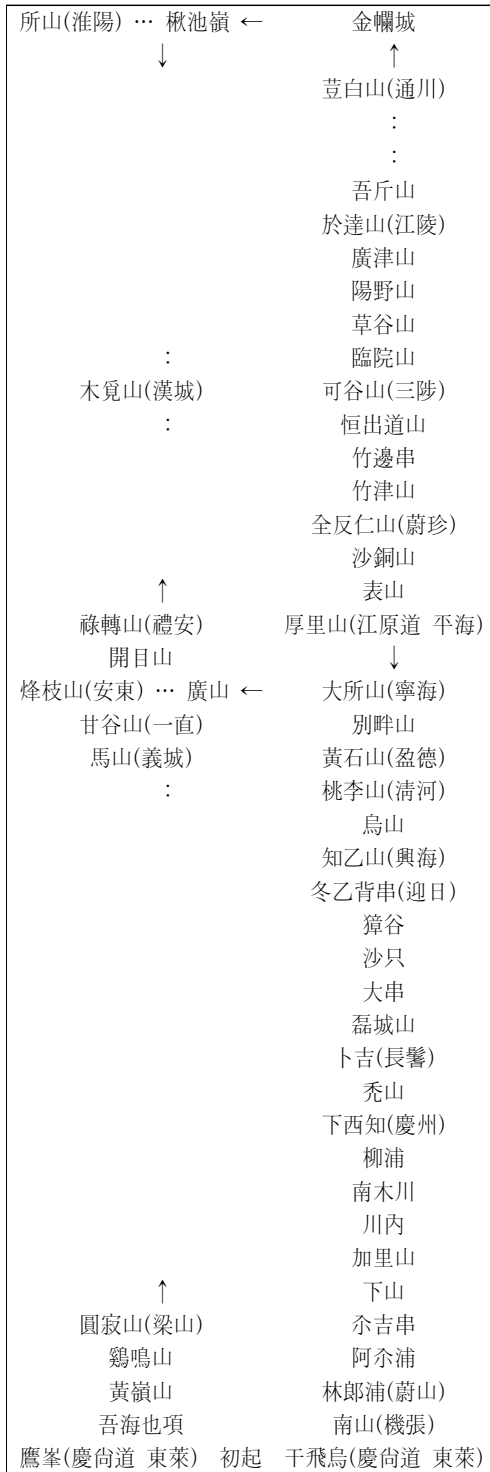 所山(淮陽) … 楸池嶺 ← 金幱城
↓ ↑
荳白山(通川)
:
:
吾斤山
於達山(江陵)
廣津山
陽野山
草谷山
: 臨院山
木覓山(漢城) 可谷山(三陟)
: 恒出道山
竹邊串
竹津山
全反仁山(蔚珍)
沙銅山
↑ 表山
祿轉山(禮安) 厚里山(江原道 平海)
開目山 ↓
烽枝山(安東) … 廣山 ← 大所山(寧海)
甘谷山(一直) 別畔山
馬山(義城) 黃石山(盈德)
: 桃李山(淸河)
烏山
知乙山(興海)
冬乙背串(迎日)
獐谷
沙只
大串
磊城山
卜吉(長鬐)
禿山
下西知(慶州)
柳浦
南木川
川内
加里山
↑ 下山
圓寂山(梁山) 尒吉串
鷄鳴山 阿尒浦
黃嶺山 林郞浦(蔚山)
吾海也項 南山(機張)
鷹峯(慶尙道 東萊) 初起 干飛烏(慶尙道 東萊)